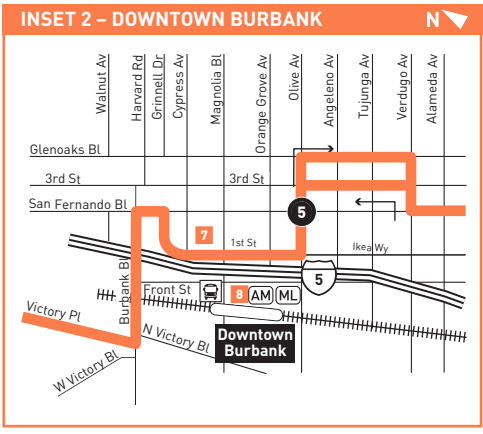 INSET 2 – DOWNTOWN BURBANK
N
Walnut Av
Harvard Rd
Grinnell Dr
Cypress Av
Magnolia Bl
Orange Grove Av
Olive Av
Angeleno Av
Tujunga Av
Verdugo Av
Alameda Av
Glenoaks Bl
3rd St
3rd St
San Fernando Bl
5
7
1st St
Ikea Wy
Burbank Bl
Front St
8
AM
ML
5
Victory Pl
N Victory Bl
Downtown
Burbank
W Victory Bl